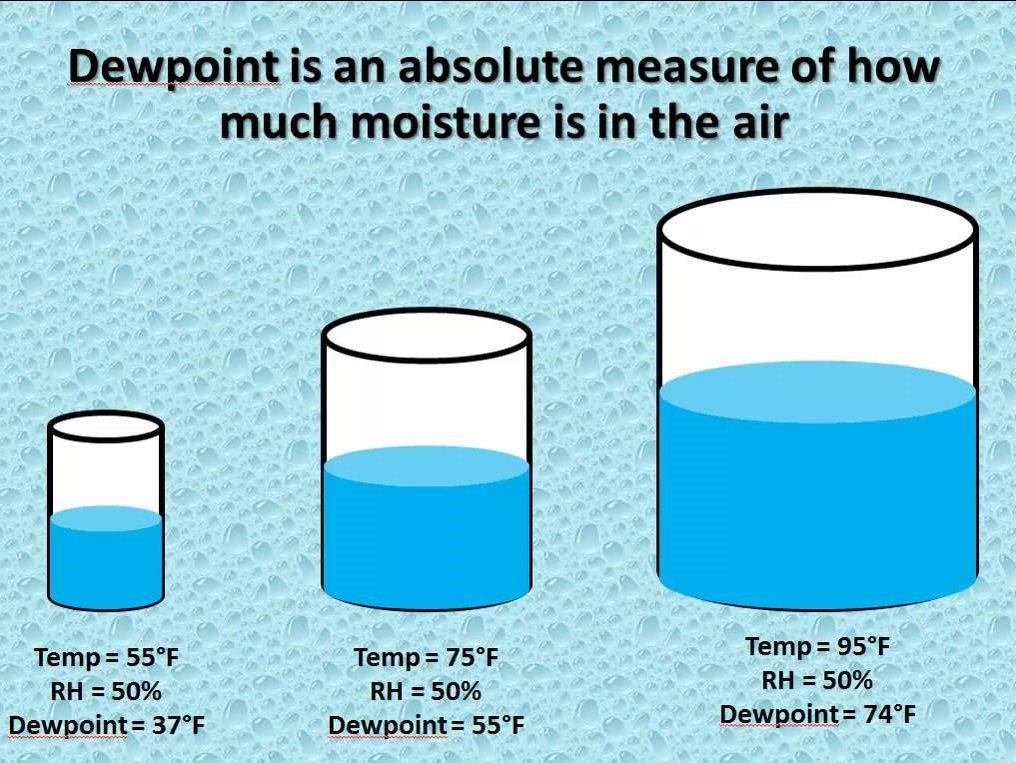 Dewpoint is an absolute measure of how
much moisture is in the air
Temp = 55°F
RH = 50%
Dewpoint = 37°F
Temp = 75°F
RH = 50%
Dewpoint = 55°F
Temp = 95°F
RH = 50%
Dewpoint = 74°F